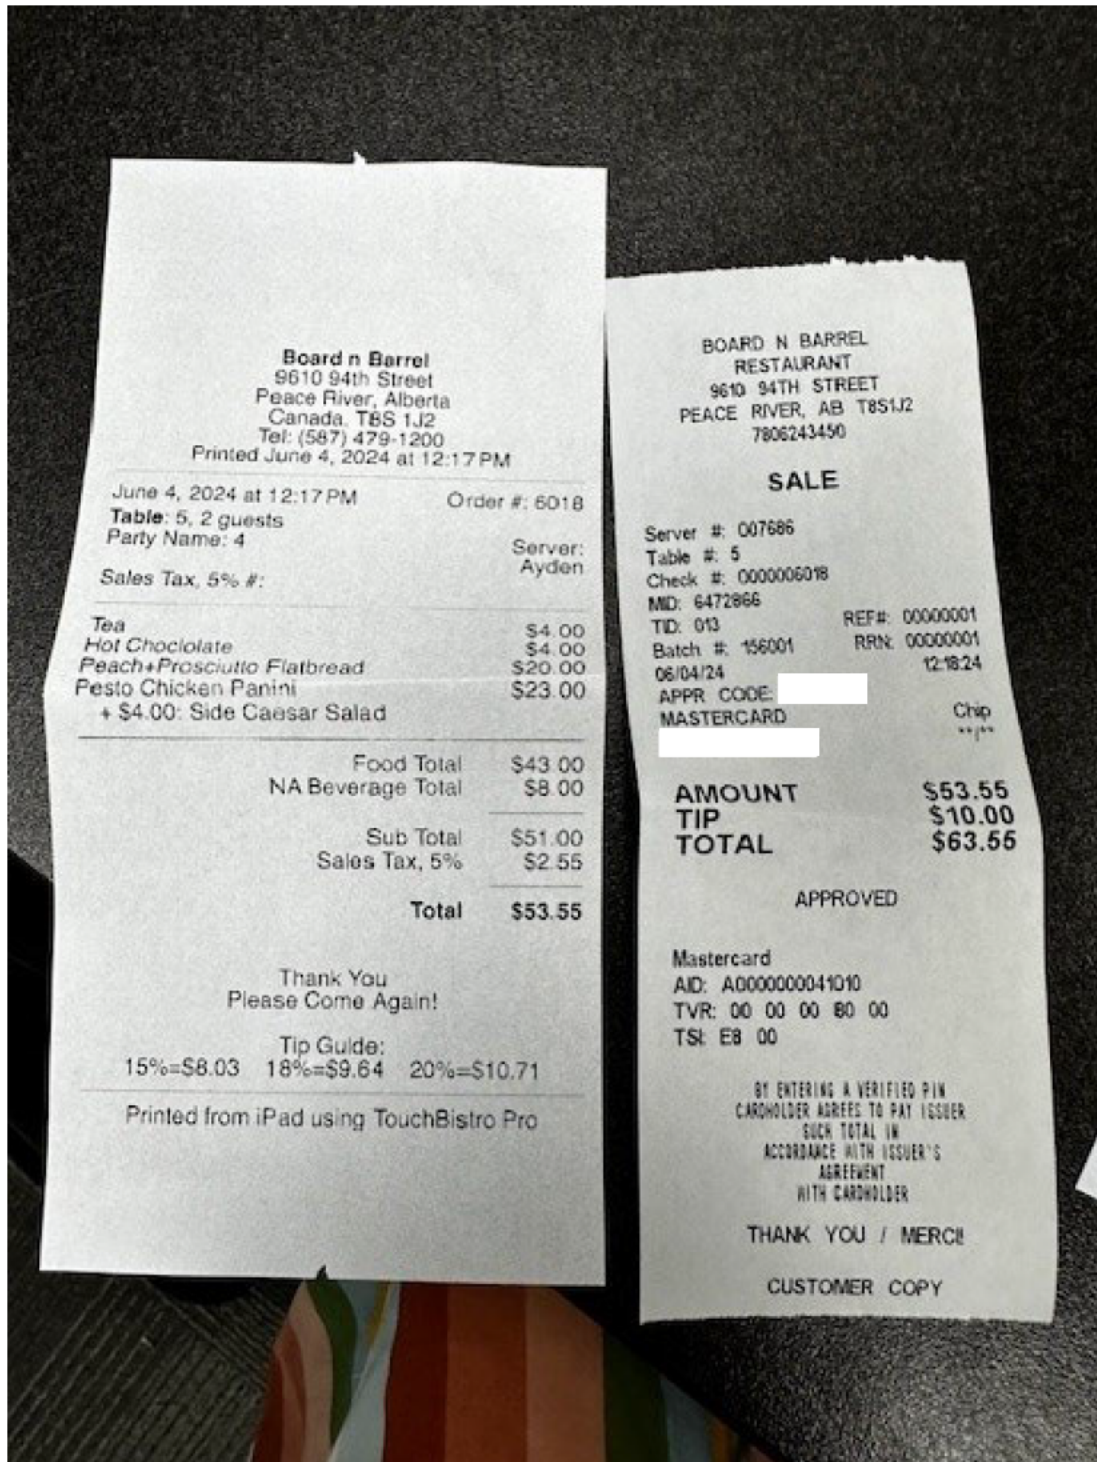 Board n Barrel
9610 94th Street
Peace River, Alberta
Canada, T8S 1J2
Tel: (587) 479-1200
Printed June 4, 2024 at 12:17 PM
June 4, 2024 at 12:17 PM Order #: 6018
Table: 5, 2 guests
Party Name: 4 Server:
Ayden
Sales Tax, 5% #:
Tea $4.00
Hot Choclolate $4.00
Peach+Prosciutto Flatbread $20.00
Pesto Chicken Panini $23.00
+ $4.00: Side Caesar Salad
Food Total $43.00
NA Beverage Total $8.00
Sub Total $51.00
Sales Tax, 5% $2.55
Total $53.55
Thank You
Please Come Again!
Tip Guide:
15%=$8.03 18%=$9.64 20%=$10.71
Printed from iPad using TouchBistro Pro
BOARD N BARREL
RESTAURANT
9610 94TH STREET
PEACE RIVER, AB T8S1J2
7806243450
SALE
Server #: 007686
Table #: 5
Check #: 0000006018
MID: 6472866
TID: 013 REF#: 00000001
Batch #: 156001 RRN: 00000001
06/04/24 12:18:24
APPR CODE:
MASTERCARD Chip
**/**
AMOUNT $53.55
TIP $10.00
TOTAL $63.55
APPROVED
Mastercard
AID: A0000000041010
TVR: 00 00 00 80 00
TSI: E8 00
BY ENTERING A VERIFIED PIN
CARDHOLDER AGREES TO PAY ISSUER
SUCH TOTAL IN
ACCORDANCE WITH ISSUER'S
AGREEMENT
WITH CARDHOLDER
THANK YOU / MERCI!
CUSTOMER COPY